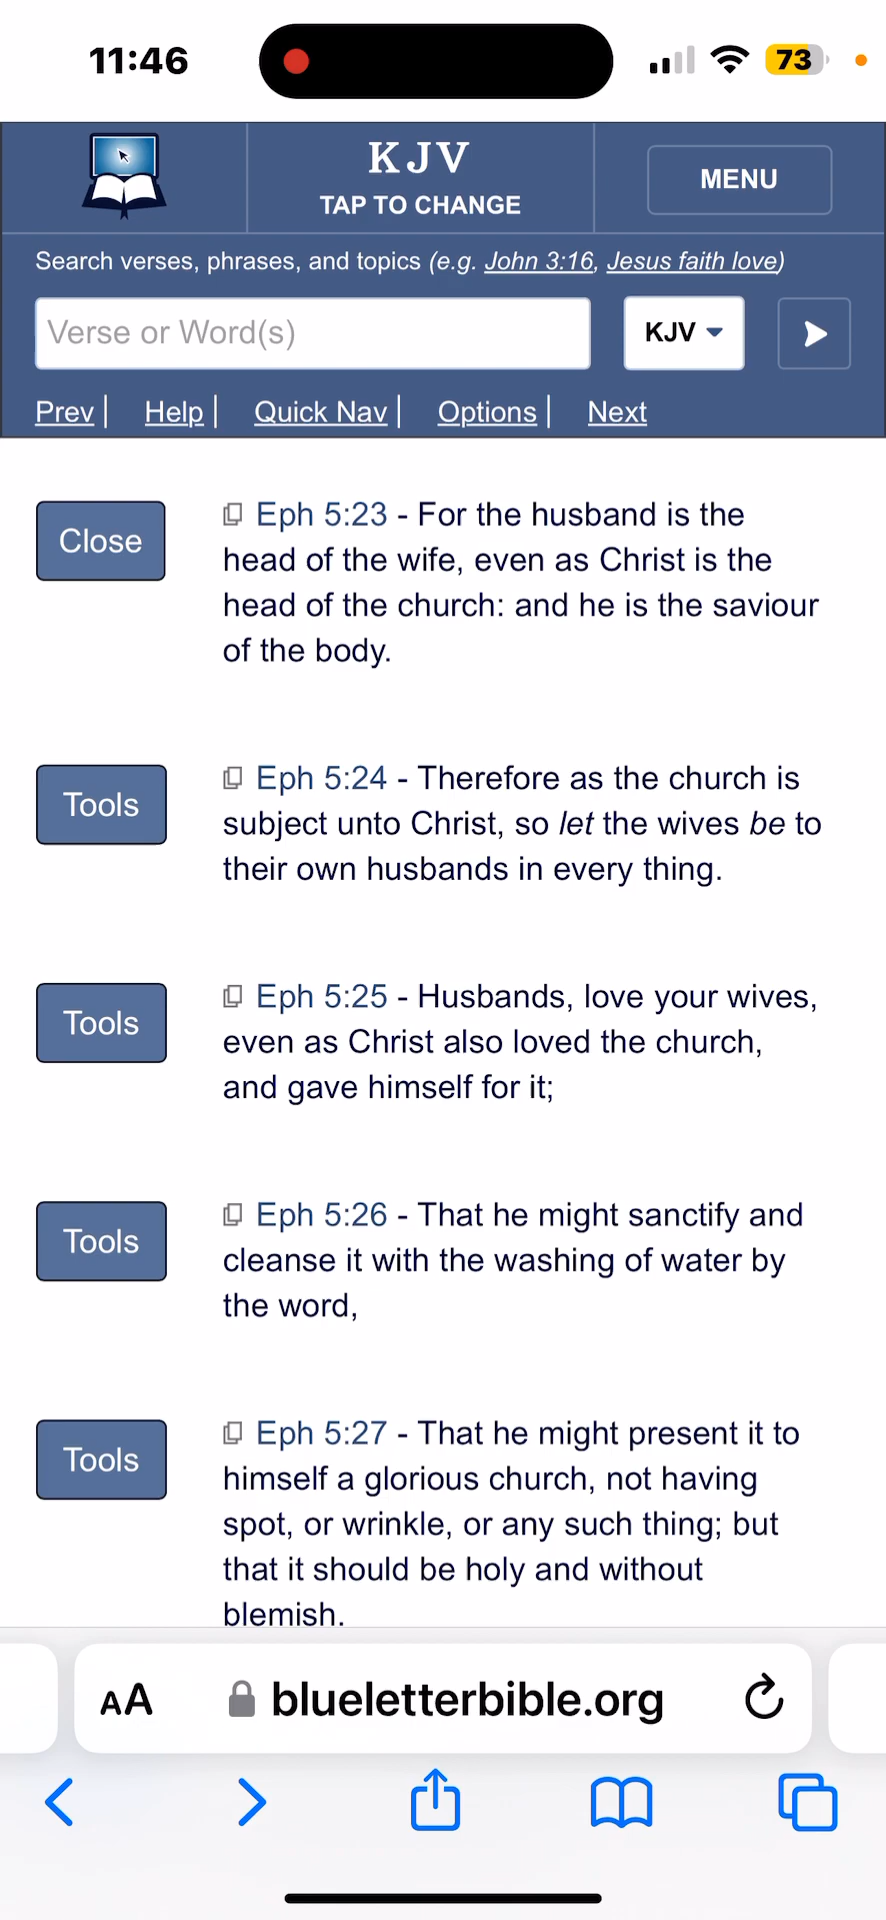 11:46
73
KJV
TAP TO CHANGE
MENU
Search verses, phrases, and topics (e.g. John 3:16, Jesus faith love)
Verse or Word(s)
KJV
Prev | Help | Quick Nav | Options | Next
Close
Eph 5:23 - For the husband is the
head of the wife, even as Christ is the
head of the church: and he is the saviour
of the body.
Tools
Eph 5:24 - Therefore as the church is
subject unto Christ, so let the wives be to
their own husbands in every thing.
Tools
Eph 5:25 - Husbands, love your wives,
even as Christ also loved the church,
and gave himself for it;
Tools
Eph 5:26 - That he might sanctify and
cleanse it with the washing of water by
the word,
Tools
Eph 5:27 - That he might present it to
himself a glorious church, not having
spot, or wrinkle, or any such thing; but
that it should be holy and without
blemish.
AA blueletterbible.org